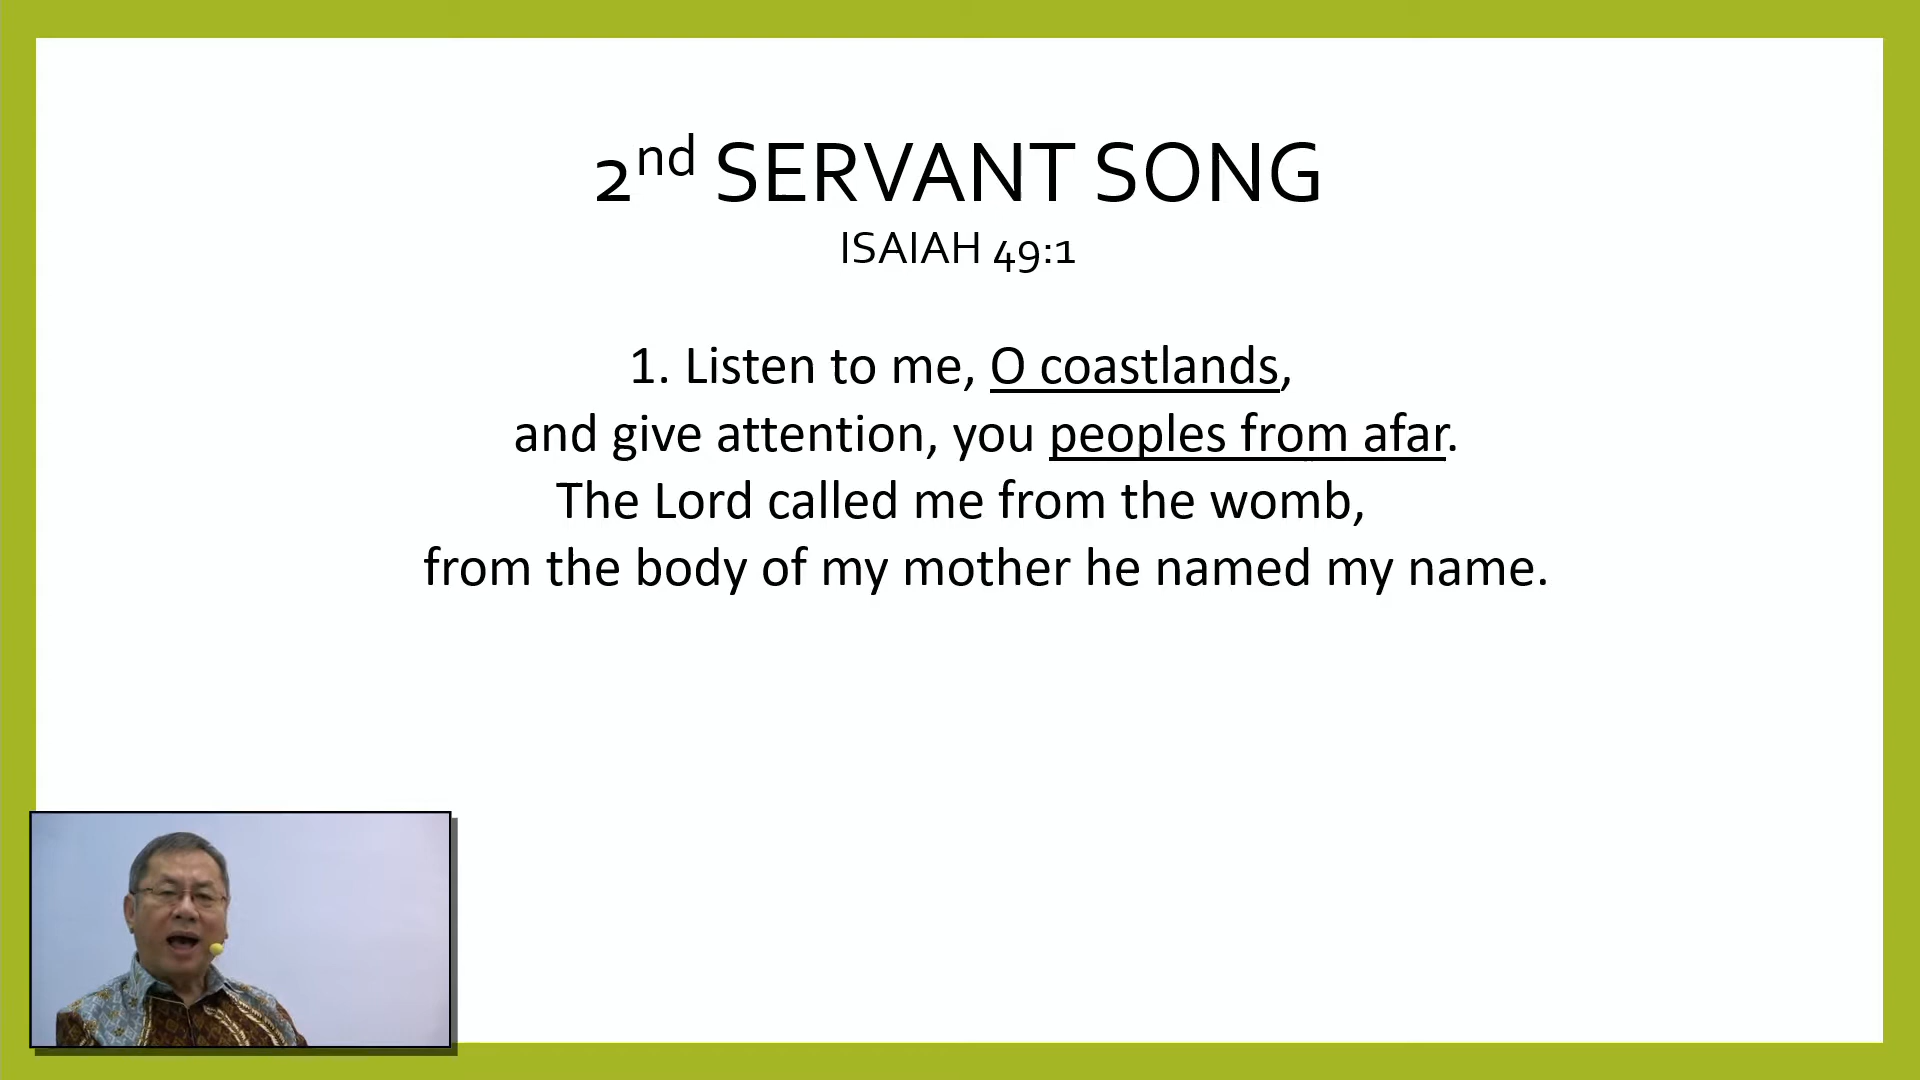 2nd SERVANT SONG
ISAIAH 49:1
1. Listen to me, O coastlands,
and give attention, you peoples from afar.
The Lord called me from the womb,
from the body of my mother he named my name.